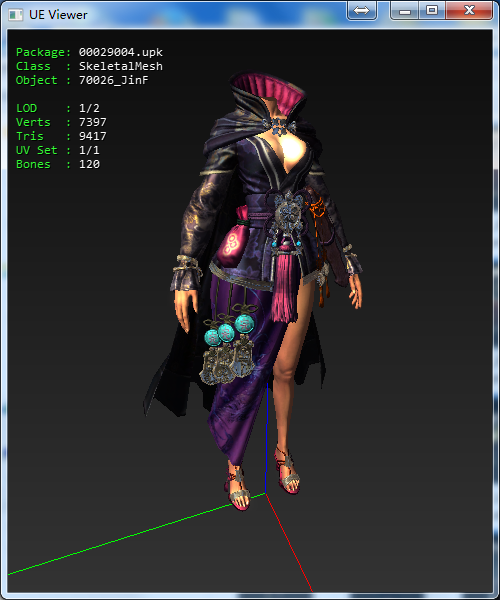 UE Viewer
Package: 00029004.upk
Class : SkeletalMesh
Object : 70026_JinF
LOD : 1/2
Verts : 7397
Tris : 9417
UV Set : 1/1
Bones : 120